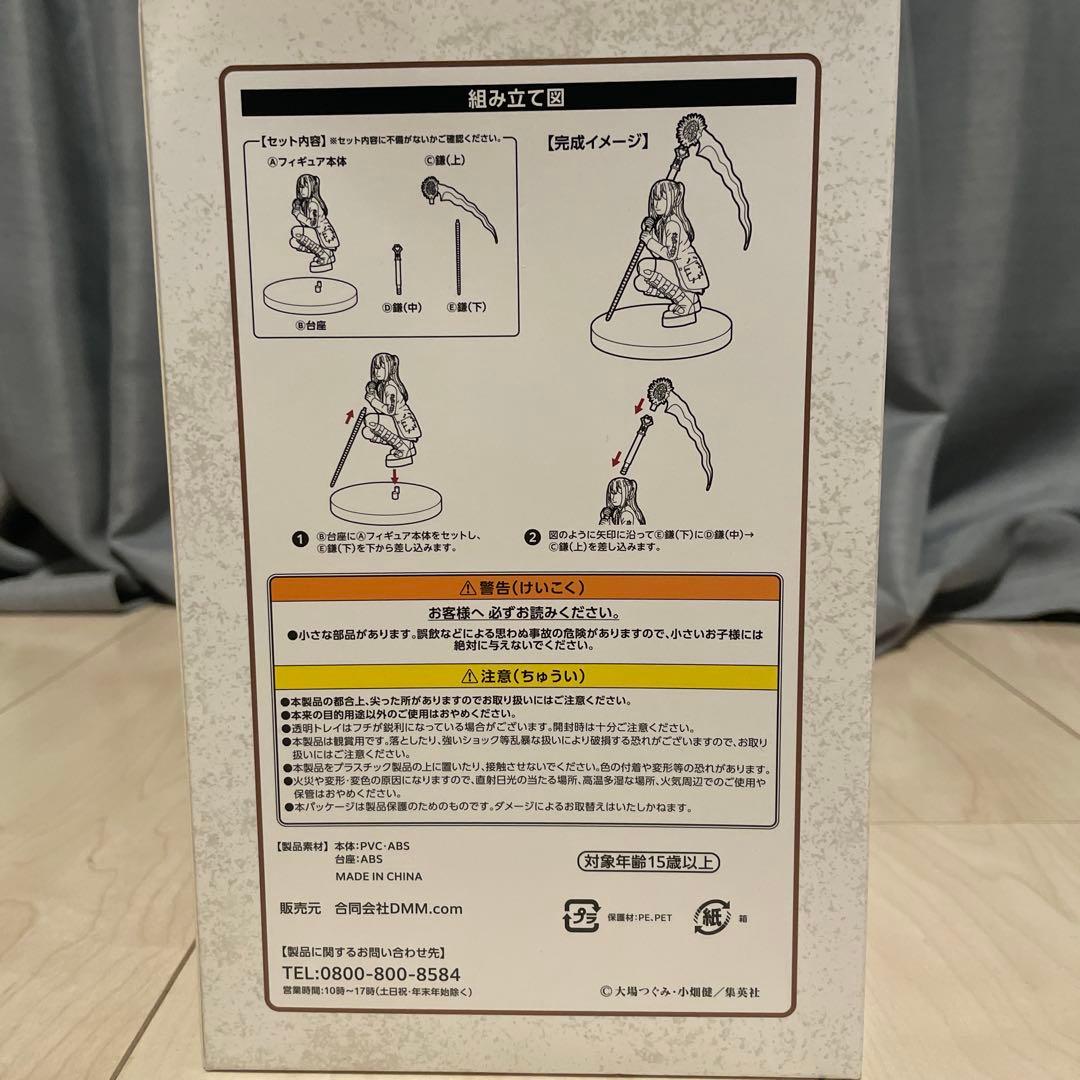 組み立て図
【セット内容】※セット内容に不備がないかご確認ください。
Ⓐフィギュア本体
Ⓒ鎌(上)
Ⓑ台座
Ⓓ鎌(中)
Ⓔ鎌(下)
【完成イメージ】
❶ Ⓑ台座にⒶフィギュア本体をセットし、
Ⓔ鎌(下)を下から差し込みます。
❷ 図のように矢印に沿ってⒺ鎌(下)にⒹ鎌(中)→
Ⓒ鎌(上)を差し込みます。
⚠警告(けいこく)
お客様へ 必ずお読みください。
●小さな部品があります。誤飲などによる思わぬ事故の危険がありますので、小さいお子様には
絶対に与えないでください。
⚠注意(ちゅうい)
●本製品の都合上、尖った所がありますのでお取り扱いにはご注意ください。
●本来の目的用途以外のご使用はおやめください。
●透明トレイはフチが鋭利になっている場合がございます。開封時は十分ご注意ください。
●本製品は観賞用です。落としたり、強いショック等乱暴な扱いにより破損する恐れがございますので、お取り
扱いにはご注意ください。
●本製品をプラスチック製品の上に置いたり、接触させないでください。色の付着や変形等の恐れがあります。
●火災や変形・変色の原因になりますので、直射日光の当たる場所、高温多湿な場所、火気周辺でのご使用や
保管はおやめください。
●本パッケージは製品保護のためのものです。ダメージによるお取替えはいたしかねます。
【製品素材】 本体:PVC・ABS
台座:ABS
MADE IN CHINA
対象年齢15歳以上
販売元 合同会社DMM.com
プラ 保護材:PE、PET
紙 箱
【製品に関するお問い合わせ先】
TEL:0800-800-8584
営業時間:10時〜17時(土日祝・年末年始除く)
©大場つぐみ・小畑健/集英社